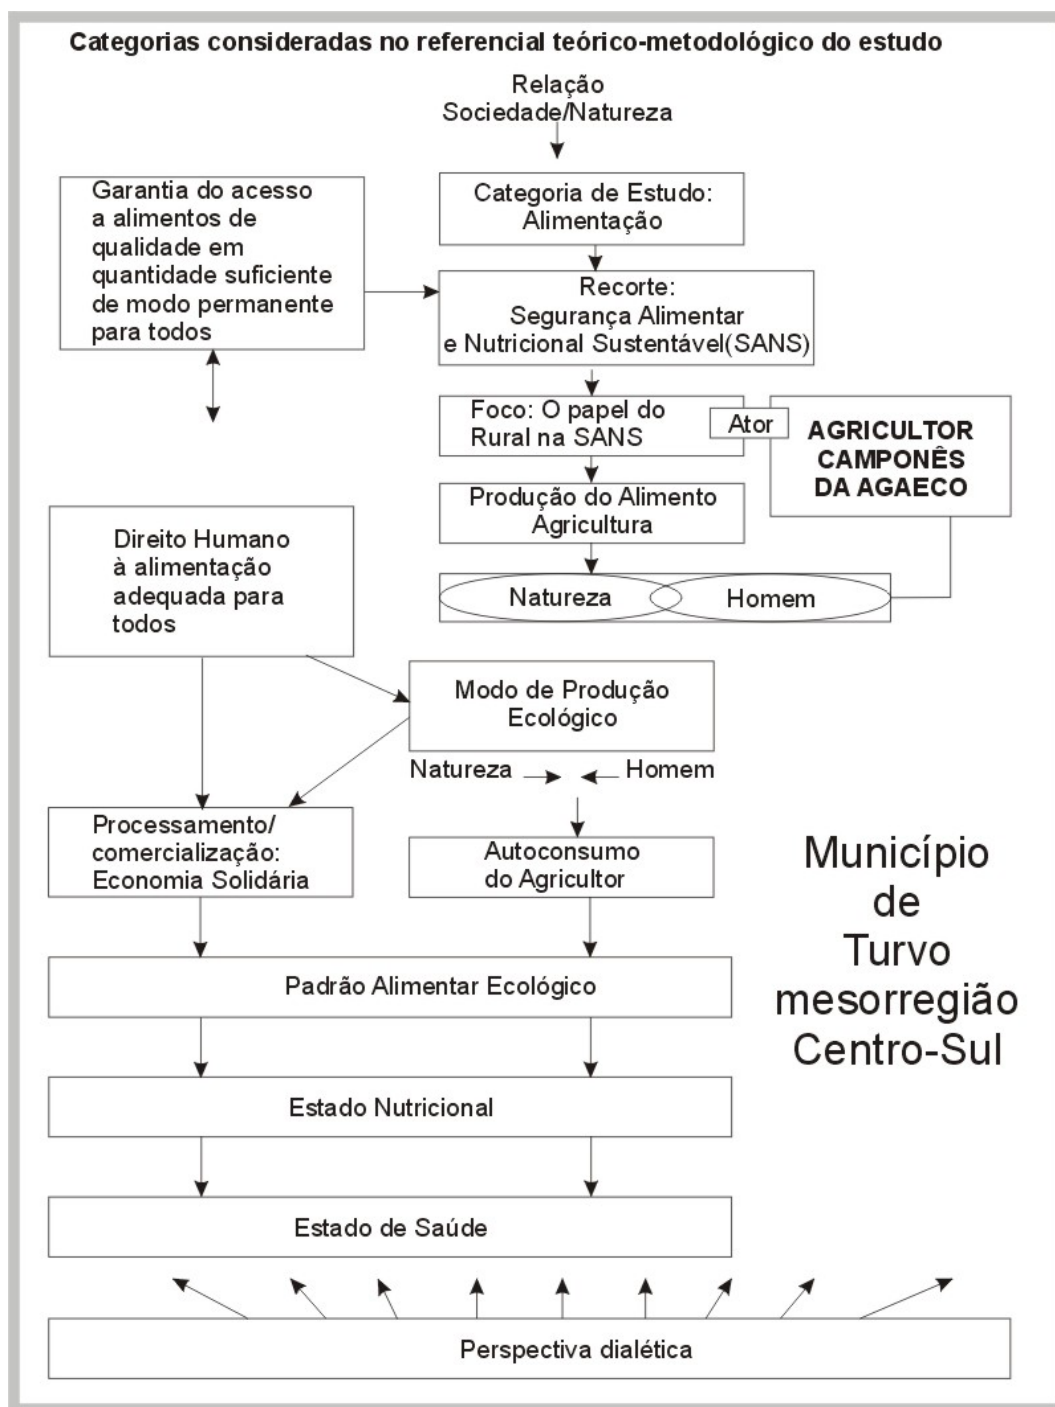 Categorias consideradas no referencial teórico-metodológico do estudo
Relação
Sociedade/Natureza
Garantia do acesso
a alimentos de
qualidade em
quantidade suficiente
de modo permanente
para todos
Categoria de Estudo:
Alimentação
Recorte:
Segurança Alimentar
e Nutricional Sustentável(SANS)
Foco: O papel do
Rural na SANS
Ator
AGRICULTOR
CAMPONÊS
DA AGAECO
Produção do Alimento
Agricultura
Natureza
Homem
Direito Humano
à alimentação
adequada para
todos
Modo de Produção
Ecológico
Natureza
Homem
Processamento/
comercialização:
Economia Solidária
Autoconsumo
do Agricultor
Município
de
Turvo
mesorregião
Centro-Sul
Padrão Alimentar Ecológico
Estado Nutricional
Estado de Saúde
Perspectiva dialética